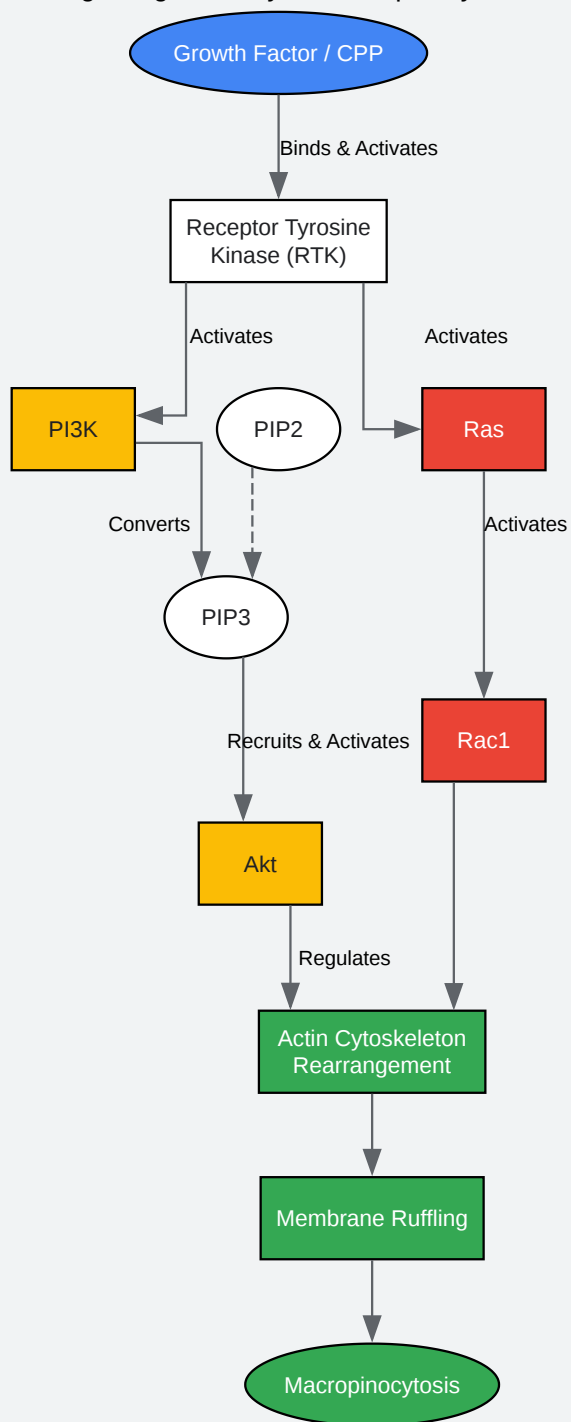 Growth Factor / CPP
Binds & Activates
Receptor Tyrosine
Kinase (RTK)
Activates
Activates
PI3K
PIP2
Ras
Converts
Activates
PIP3
Recruits & Activates
Rac1
Akt
Regulates
Actin Cytoskeleton
Rearrangement
Membrane Ruffling
Macropinocytosis